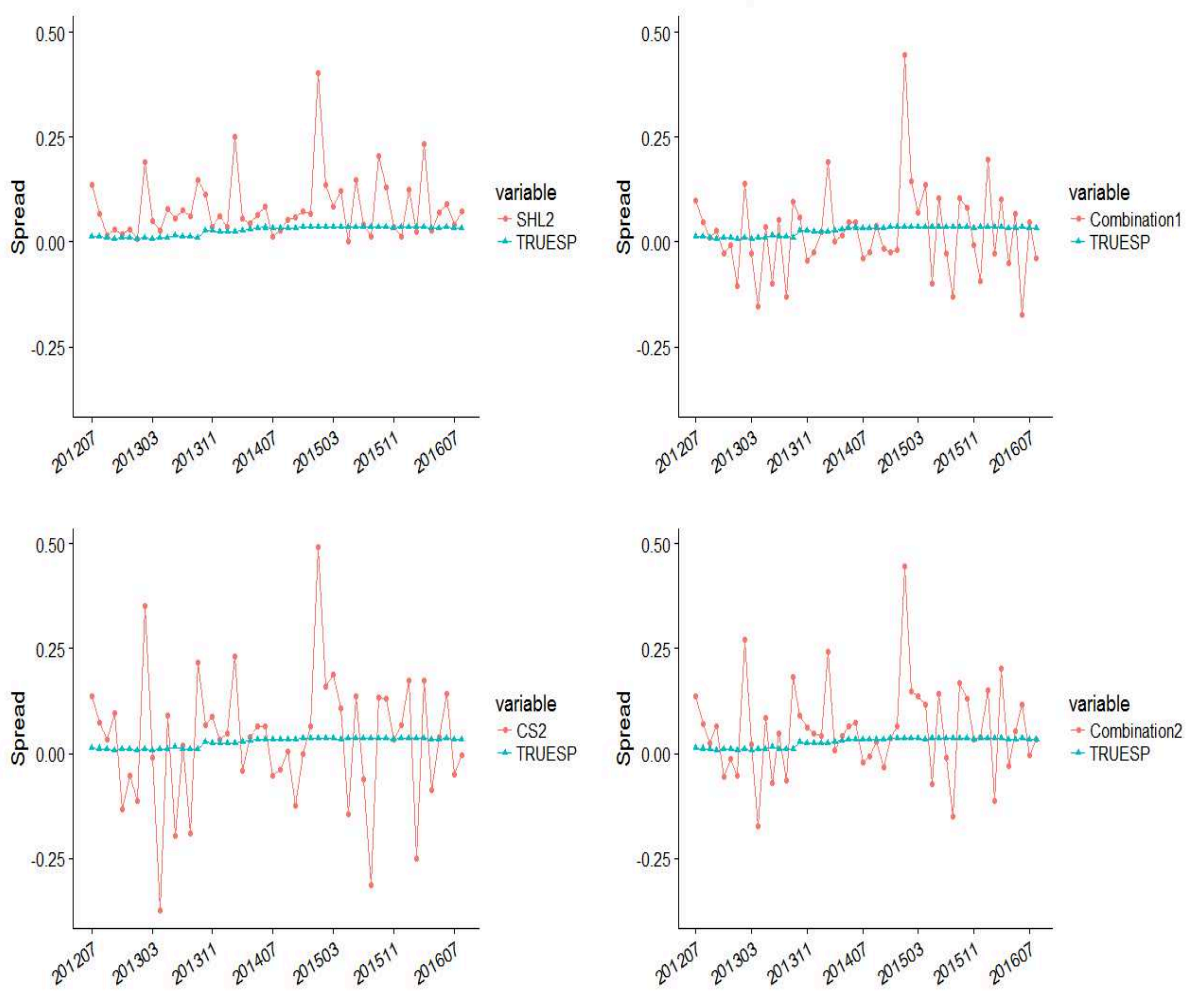 0.50
0.25
0.00
-0.25
Spread
201207
201303
201311
201407
201503
201511
201607
variable
SHL2
TRUESP
0.50
0.25
0.00
-0.25
Spread
201207
201303
201311
201407
201503
201511
201607
variable
Combination1
TRUESP
0.50
0.25
0.00
-0.25
Spread
201207
201303
201311
201407
201503
201511
201607
variable
CS2
TRUESP
0.50
0.25
0.00
-0.25
Spread
201207
201303
201311
201407
201503
201511
201607
variable
Combination2
TRUESP